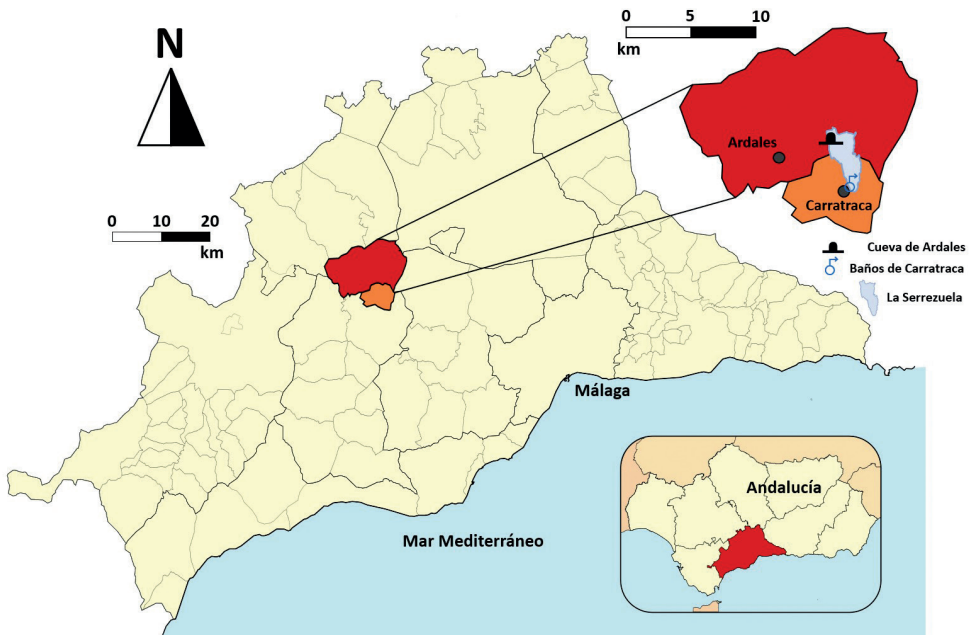 N
0 5 10
km
Ardales
Carratraca
0 10 20
km
Cueva de Ardales
Baños de Carratraca
La Serrezuela
Málaga
Andalucía
Mar Mediterráneo